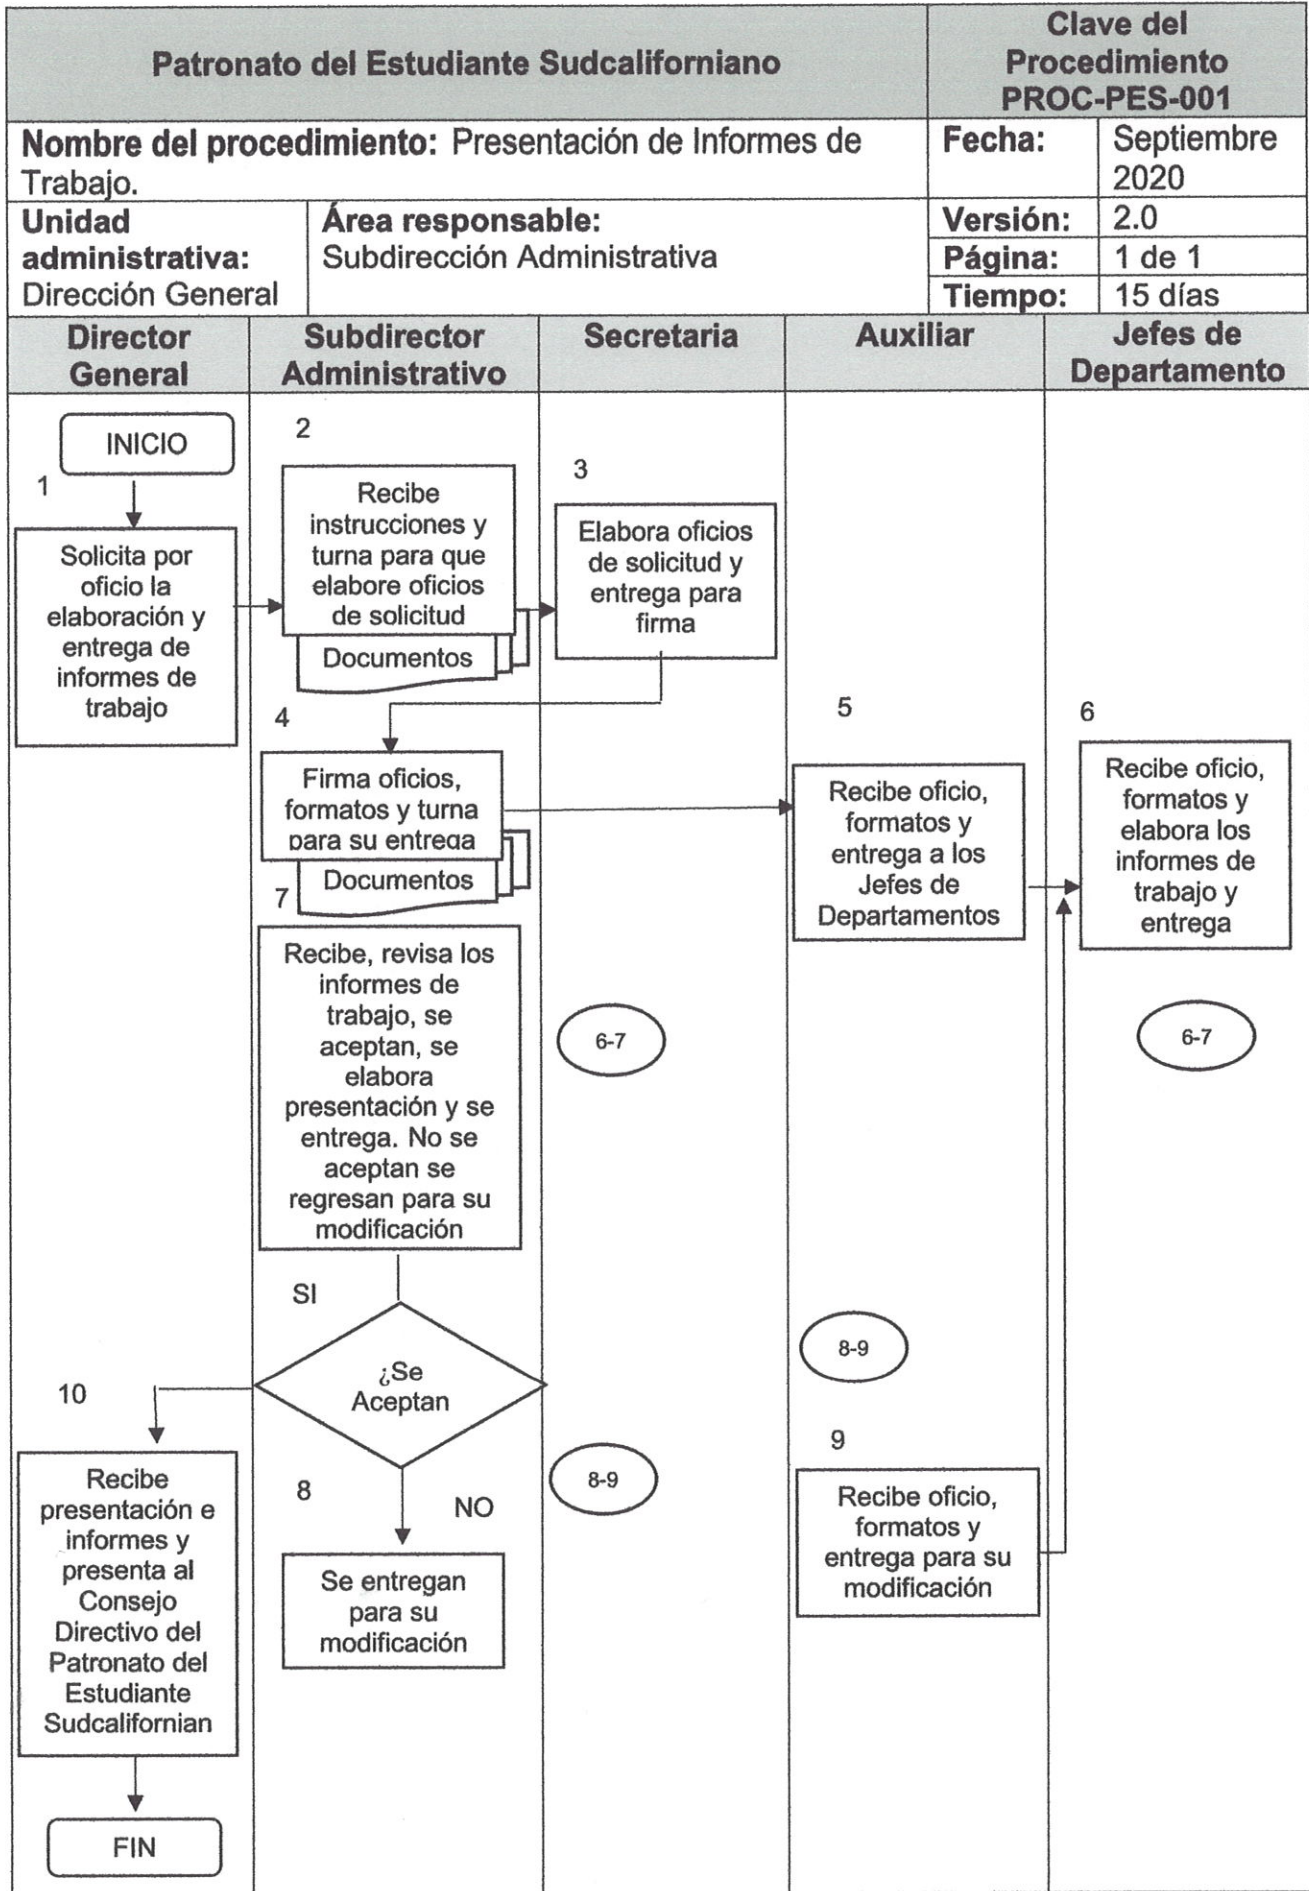 Patronato del Estudiante Sudcaliforniano
Clave del
Procedimiento
PROC-PES-001
Nombre del procedimiento: Presentación de Informes de
Trabajo.
Fecha:
Septiembre
2020
Unidad
administrativa:
Dirección General
Área responsable:
Subdirección Administrativa
Versión:
2.0
Página:
1 de 1
Tiempo:
15 días
Director
General
Subdirector
Administrativo
Secretaria
Auxiliar
Jefes de
Departamento
INICIO
1
Solicita por
oficio la
elaboración y
entrega de
informes de
trabajo
2
Recibe
instrucciones y
turna para que
elabore oficios
de solicitud
Documentos
3
Elabora oficios
de solicitud y
entrega para
firma
4
Firma oficios,
formatos y turna
para su entrega
Documentos
5
Recibe oficio,
formatos y
entrega a los
Jefes de
Departamentos
6
Recibe oficio,
formatos y
elabora los
informes de
trabajo y
entrega
6-7
7
Recibe, revisa los
informes de
trabajo, se
aceptan, se
elabora
presentación y se
entrega. No se
aceptan se
regresan para su
modificación
6-7
SI
¿Se
Aceptan
8
NO
Se entregan
para su
modificación
8-9
8-9
9
Recibe oficio,
formatos y
entrega para su
modificación
10
Recibe
presentación e
informes y
presenta al
Consejo
Directivo del
Patronato del
Estudiante
Sudcalifornian
FIN